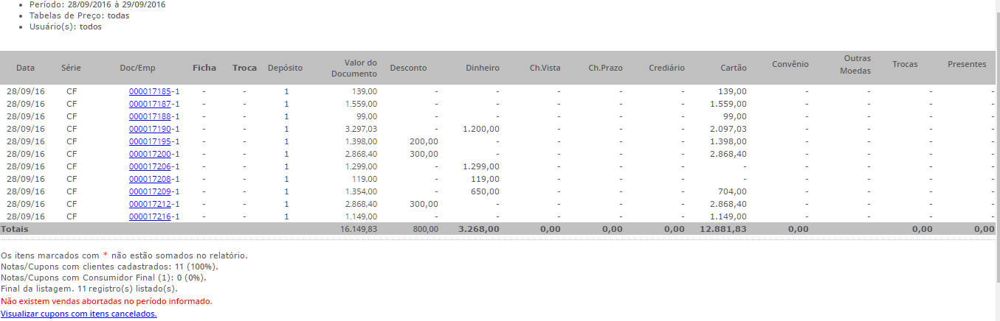 Período: 28/09/2016 à 29/09/2016
Tabelas de Preço: todas
Usuário(s): todos
Data Série Doc/Emp Ficha Troca Depósito Valor do Documento Desconto Dinheiro Ch.Vista Ch.Prazo Crediário Cartão Convênio Outras Moedas Trocas Presentes
28/09/16 CF 000017185-1 - - 1 139,00 - - - - - 139,00 - - - -
28/09/16 CF 000017187-1 - - 1 1.559,00 - - - - - 1.559,00 - - - -
28/09/16 CF 000017188-1 - - 1 99,00 - - - - - 99,00 - - - -
28/09/16 CF 000017190-1 - - 1 3.297,03 - 1.200,00 - - - 2.097,03 - - - -
28/09/16 CF 000017195-1 - - 1 1.398,00 200,00 - - - - 1.398,00 - - - -
28/09/16 CF 000017200-1 - - 1 2.868,40 300,00 - - - - 2.868,40 - - - -
28/09/16 CF 000017206-1 - - 1 1.299,00 - 1.299,00 - - - - - - - -
28/09/16 CF 000017208-1 - - 1 119,00 - 119,00 - - - - - - - -
28/09/16 CF 000017209-1 - - 1 1.354,00 - 650,00 - - - 704,00 - - - -
28/09/16 CF 000017212-1 - - 1 2.868,40 300,00 - - - - 2.868,40 - - - -
28/09/16 CF 000017216-1 - - 1 1.149,00 - - - - - 1.149,00 - - - -
Totais 16.149,83 800,00 3.268,00 0,00 0,00 0,00 12.881,83 0,00 0,00 0,00
Os itens marcados com * não estão somados no relatório.
Notas/Cupons com clientes cadastrados: 11 (100%).
Notas/Cupons com Consumidor Final (1): 0 (0%).
Final da listagem. 11 registro(s) listado(s).
Não existem vendas abortadas no período informado.
Visualizar cupons com itens cancelados.